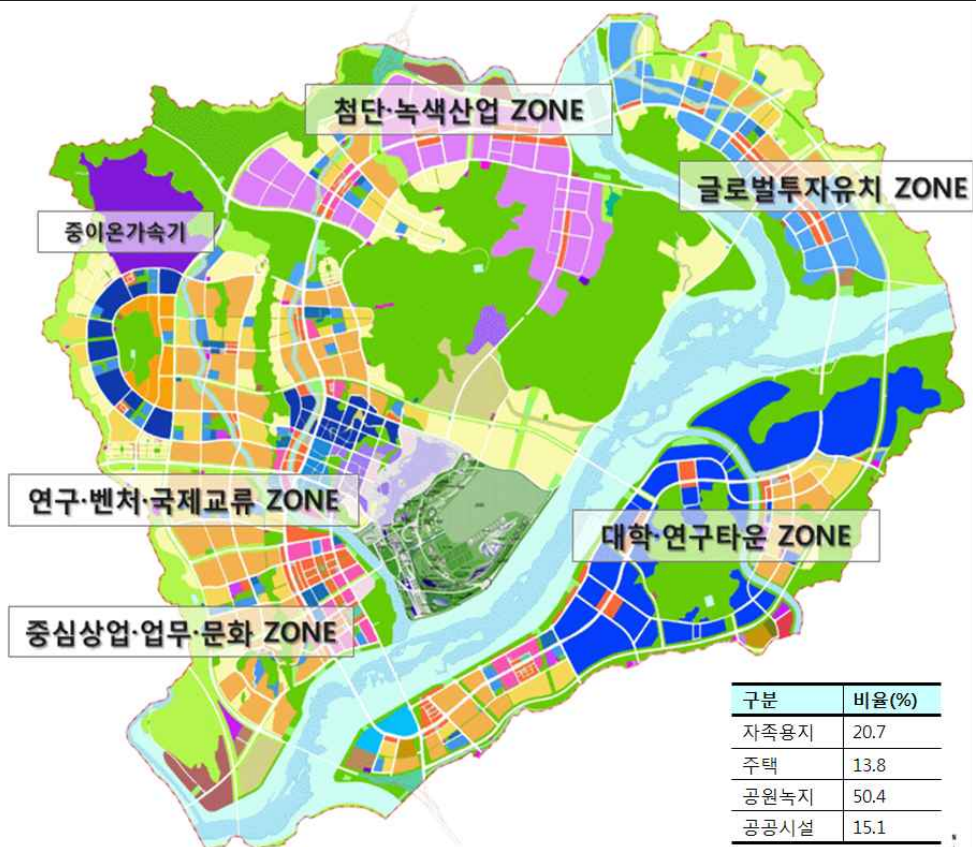 첨단·녹색산업 ZONE
글로벌투자유치 ZONE
중이온가속기
연구·벤처·국제교류 ZONE
대학·연구타운 ZONE
중심상업·업무·문화 ZONE
구분 비율(%)
자족용지 20.7
주택 13.8
공원녹지 50.4
공공시설 15.1